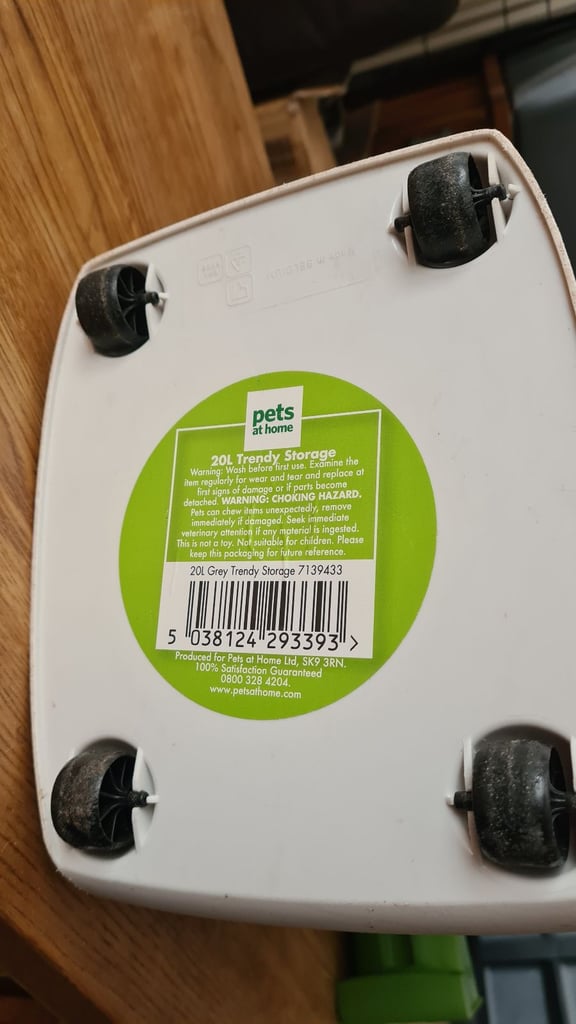 pets
at home
20L Trendy Storage
Warning: Wash before first use. Examine the
item regularly for wear and tear and replace at
first signs of damage or if parts become
detached. WARNING: CHOKING HAZARD.
Pets can chew items unexpectedly, remove
immediately if damaged. Seek immediate
veterinary attention if any material is ingested.
This is not a toy. Not suitable for children. Please
keep this packaging for future reference.
20L Grey Trendy Storage 7139433
5 038124 293393 >
Produced for Pets at Home Ltd, SK9 3RN.
100% Satisfaction Guaranteed
0800 328 4204.
www.petsathome.com